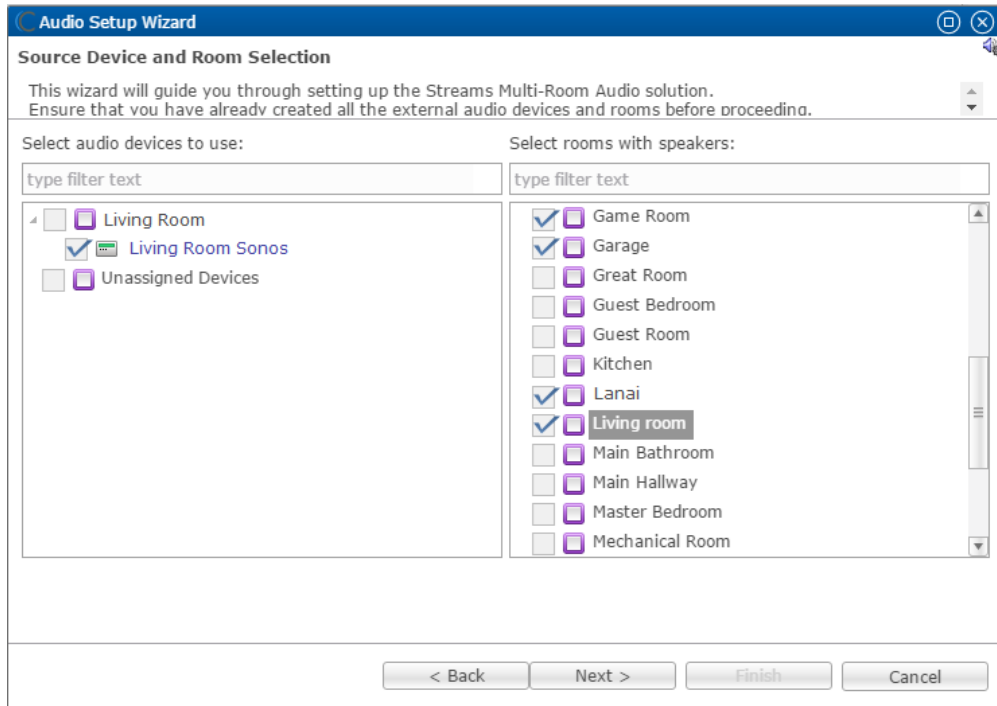 Audio Setup Wizard
Source Device and Room Selection
This wizard will guide you through setting up the Streams Multi-Room Audio solution.
Ensure that you have already created all the external audio devices and rooms before proceeding.
Select audio devices to use:
type filter text
Living Room
Living Room Sonos
Unassigned Devices
Select rooms with speakers:
type filter text
Game Room
Garage
Great Room
Guest Bedroom
Guest Room
Kitchen
Lanai
Living room
Main Bathroom
Main Hallway
Master Bedroom
Mechanical Room
< Back
Next >
Finish
Cancel